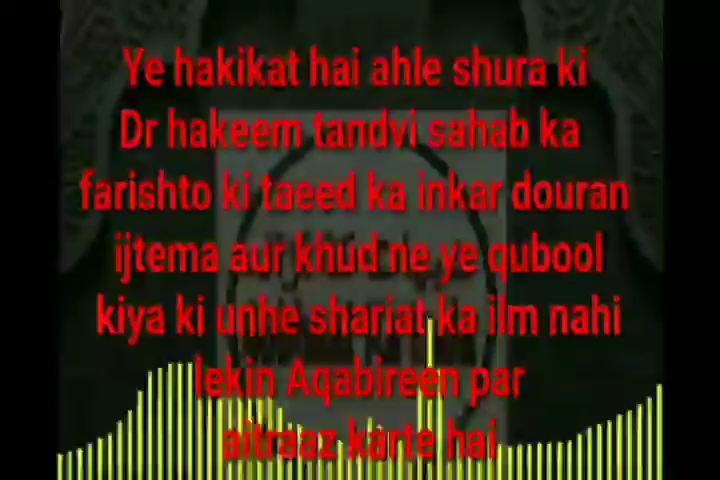 Ye hakikat hai ahle shura ki
Dr hakeem tandvi sahab ka
farishto ki taeed ka inkar douran
ijtema aur khud ne ye qubool
kiya ki unhe shariat ka ilm nahi
lekin Aqabireen par
aitraaz karte hai